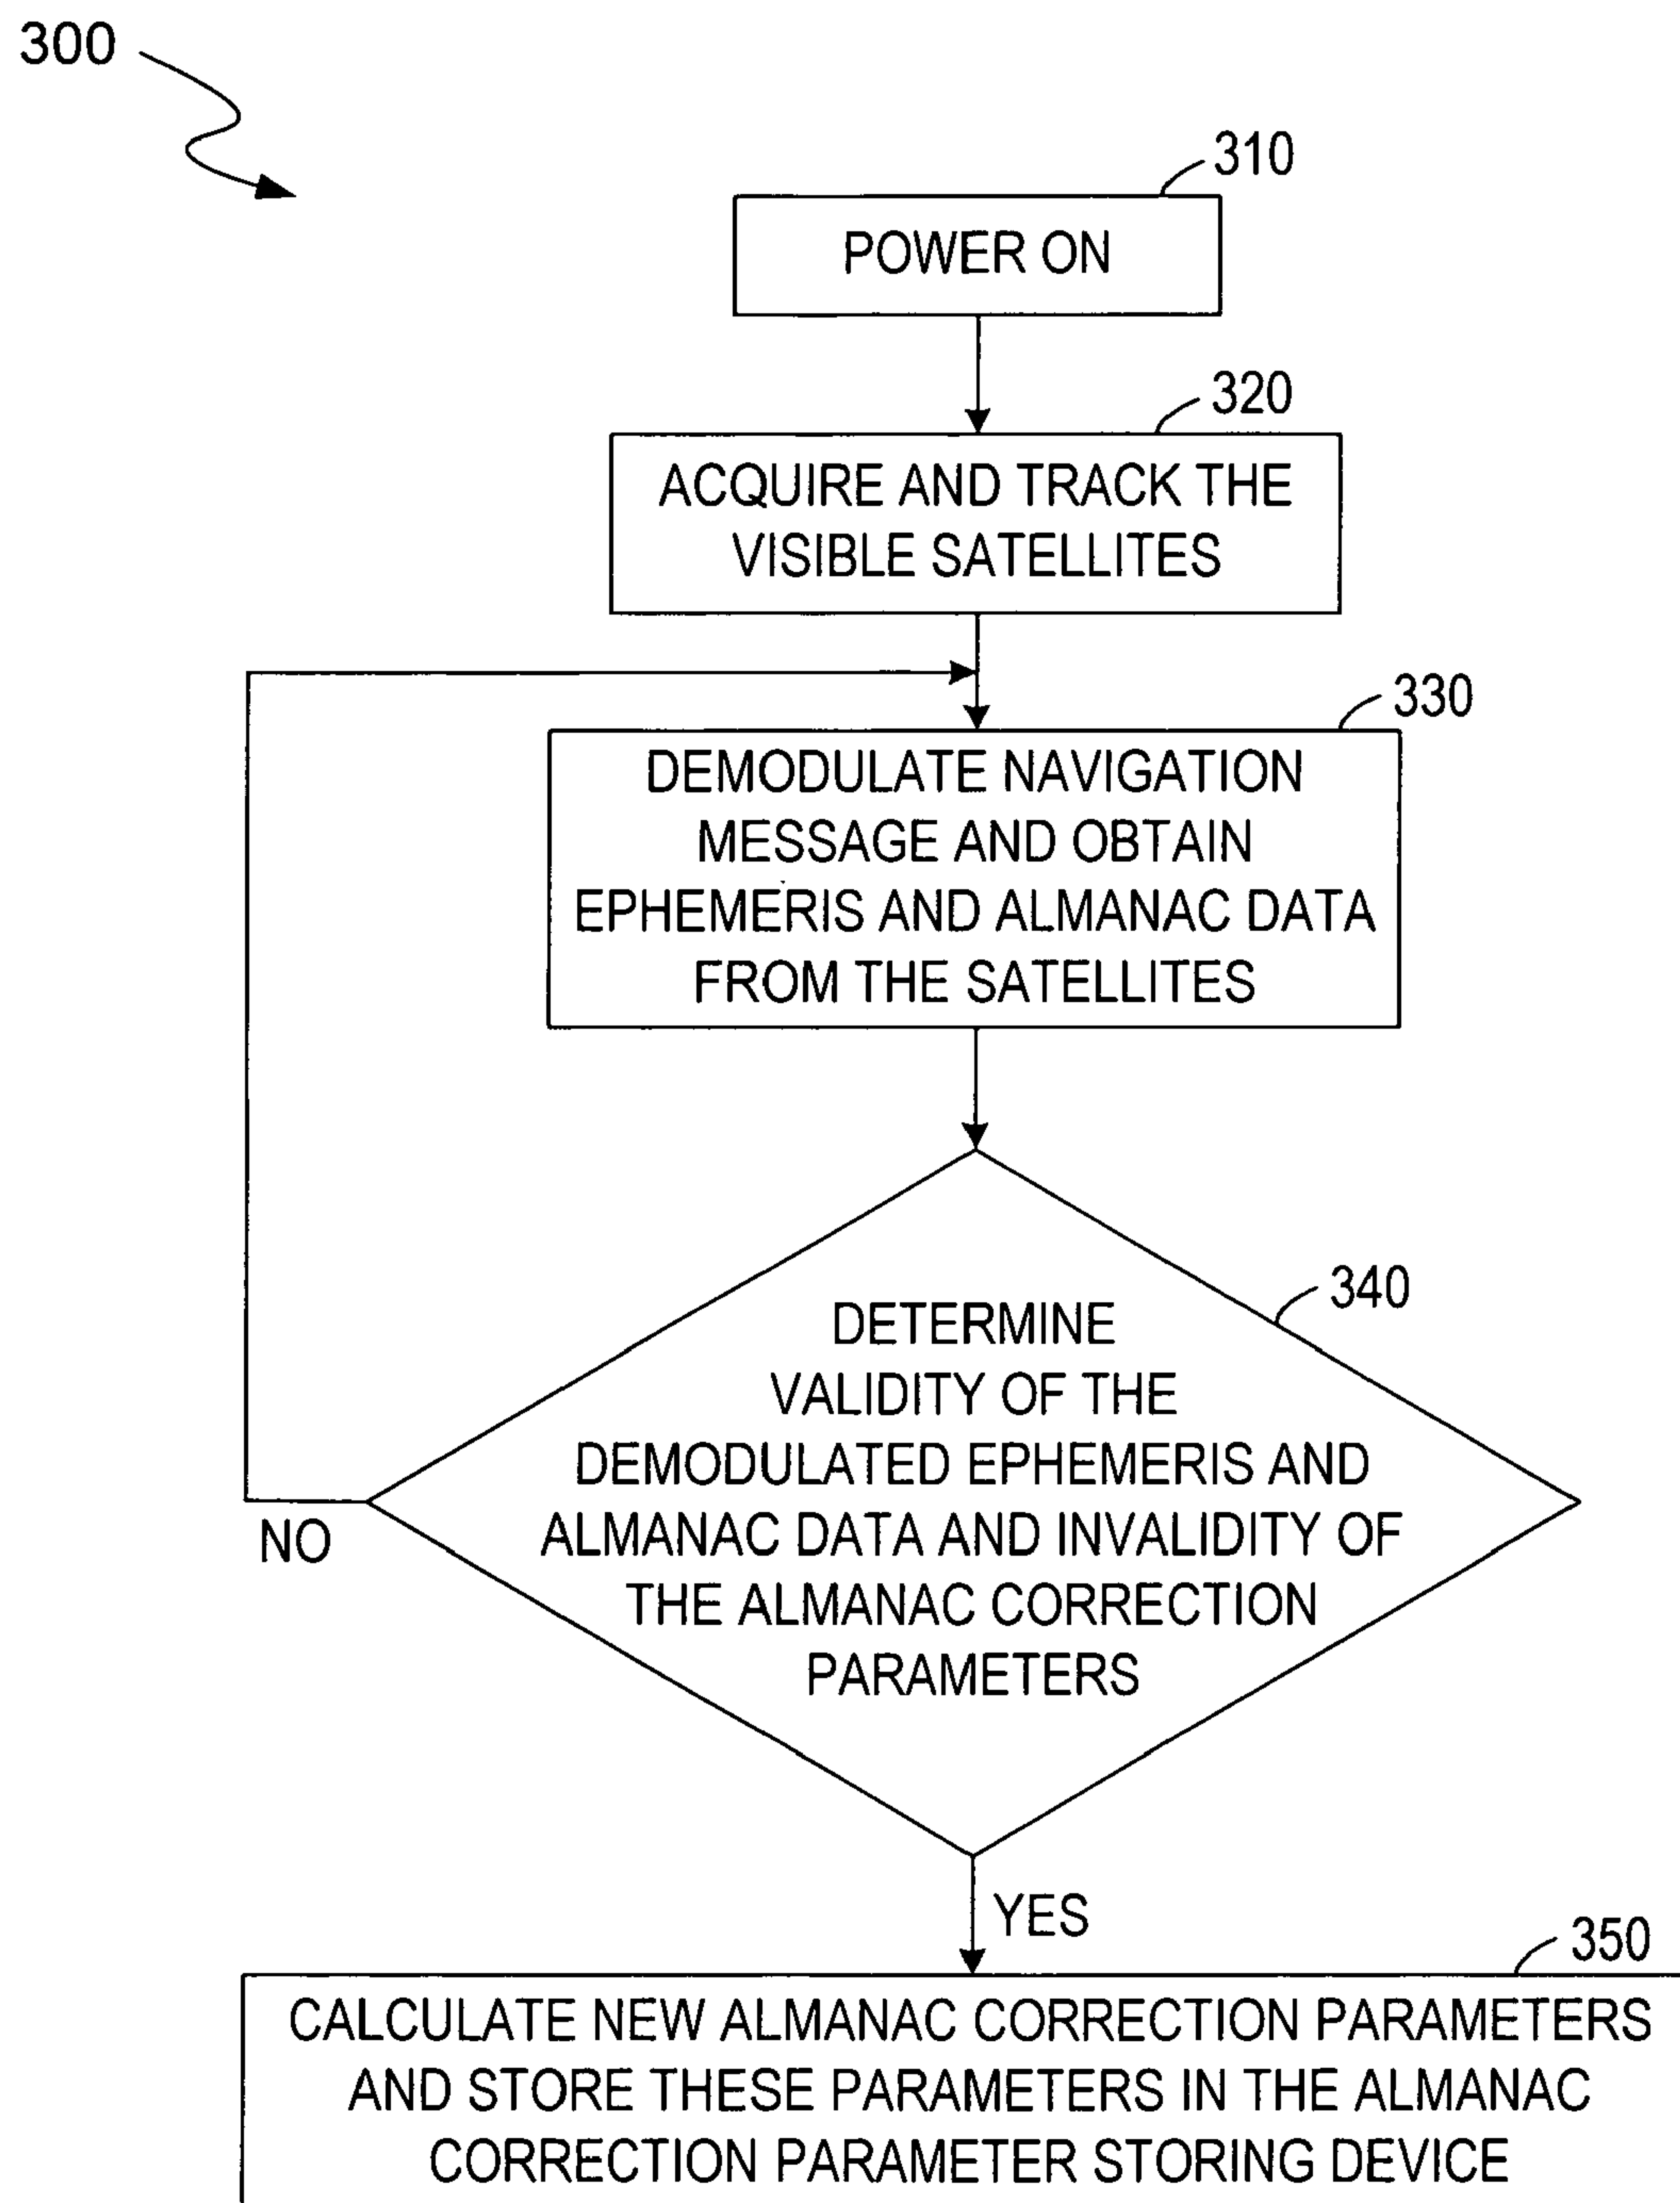 300
310
POWER ON
320
ACQUIRE AND TRACK THE
VISIBLE SATELLITES
330
DEMODULATE NAVIGATION
MESSAGE AND OBTAIN
EPHEMERIS AND ALMANAC DATA
FROM THE SATELLITES
340
DETERMINE
VALIDITY OF THE
DEMODULATED EPHEMERIS AND
ALMANAC DATA AND INVALIDITY OF
THE ALMANAC CORRECTION
PARAMETERS
NO
YES
350
CALCULATE NEW ALMANAC CORRECTION PARAMETERS
AND STORE THESE PARAMETERS IN THE ALMANAC
CORRECTION PARAMETER STORING DEVICE